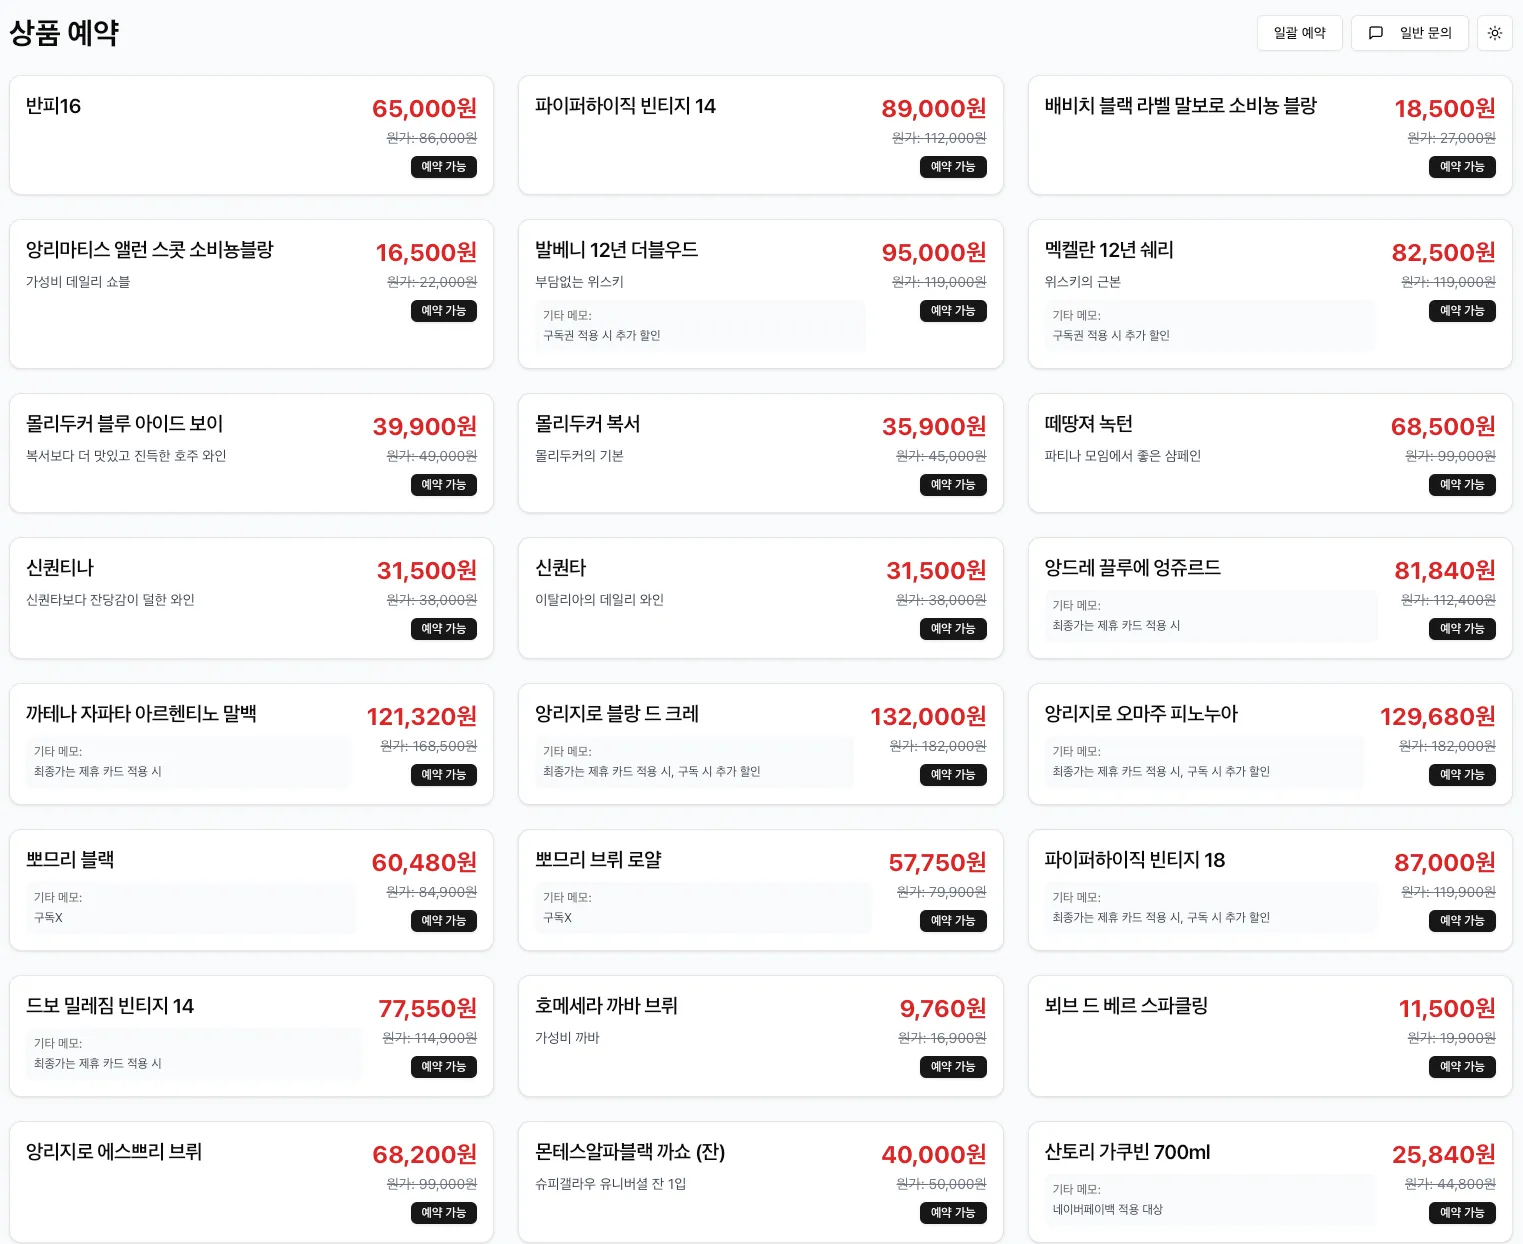 상품 예약
일괄 예약
일반 문의
반피16
65,000원
원가: 86,000원
예약 가능
파이퍼하이직 빈티지 14
89,000원
원가: 112,000원
예약 가능
배비치 블랙 라벨 말보로 소비뇽 블랑
18,500원
원가: 27,000원
예약 가능
앙리마티스 앨런 스콧 소비뇽블랑
16,500원
가성비 데일리 쇼블
원가: 22,000원
예약 가능
발베니 12년 더블우드
95,000원
부담없는 위스키
원가: 119,000원
예약 가능
기타 메모:
구독권 적용 시 추가 할인
멕켈란 12년 쉐리
82,500원
위스키의 근본
원가: 119,000원
예약 가능
기타 메모:
구독권 적용 시 추가 할인
몰리두커 블루 아이드 보이
39,900원
복서보다 더 맛있고 진득한 호주 와인
원가: 49,000원
예약 가능
몰리두커 복서
35,900원
몰리두커의 기본
원가: 45,000원
예약 가능
떼땅져 녹턴
68,500원
파티나 모임에서 좋은 샴페인
원가: 99,000원
예약 가능
신퀀티나
31,500원
신퀀타보다 잔당감이 덜한 와인
원가: 38,000원
예약 가능
신퀀타
31,500원
이탈리아의 데일리 와인
원가: 38,000원
예약 가능
앙드레 끌루에 엉쥬르드
81,840원
원가: 112,400원
기타 메모:
최종가는 제휴 카드 적용 시
예약 가능
까테나 자파타 아르헨티노 말백
121,320원
원가: 168,500원
기타 메모:
최종가는 제휴 카드 적용 시
예약 가능
앙리지로 블랑 드 크레
132,000원
원가: 182,000원
기타 메모:
최종가는 제휴 카드 적용 시, 구독 시 추가 할인
예약 가능
앙리지로 오마주 피노누아
129,680원
원가: 182,000원
기타 메모:
최종가는 제휴 카드 적용 시, 구독 시 추가 할인
예약 가능
뽀므리 블랙
60,480원
원가: 84,900원
기타 메모:
구독X
예약 가능
뽀므리 브뤼 로얄
57,750원
원가: 79,900원
기타 메모:
구독X
예약 가능
파이퍼하이직 빈티지 18
87,000원
원가: 119,900원
기타 메모:
최종가는 제휴 카드 적용 시, 구독 시 추가 할인
예약 가능
드보 밀레짐 빈티지 14
77,550원
원가: 114,900원
기타 메모:
최종가는 제휴 카드 적용 시
예약 가능
호메세라 까바 브뤼
9,760원
가성비 까바
원가: 16,900원
예약 가능
뵈브 드 베르 스파클링
11,500원
원가: 19,900원
예약 가능
앙리지로 에스쁘리 브뤼
68,200원
원가: 99,000원
예약 가능
몬테스알파블랙 까쇼 (잔)
40,000원
슈피갤라우 유니버셜 잔 1입
원가: 50,000원
예약 가능
산토리 가쿠빈 700ml
25,840원
원가: 44,800원
기타 메모:
네이버페이백 적용 대상
예약 가능